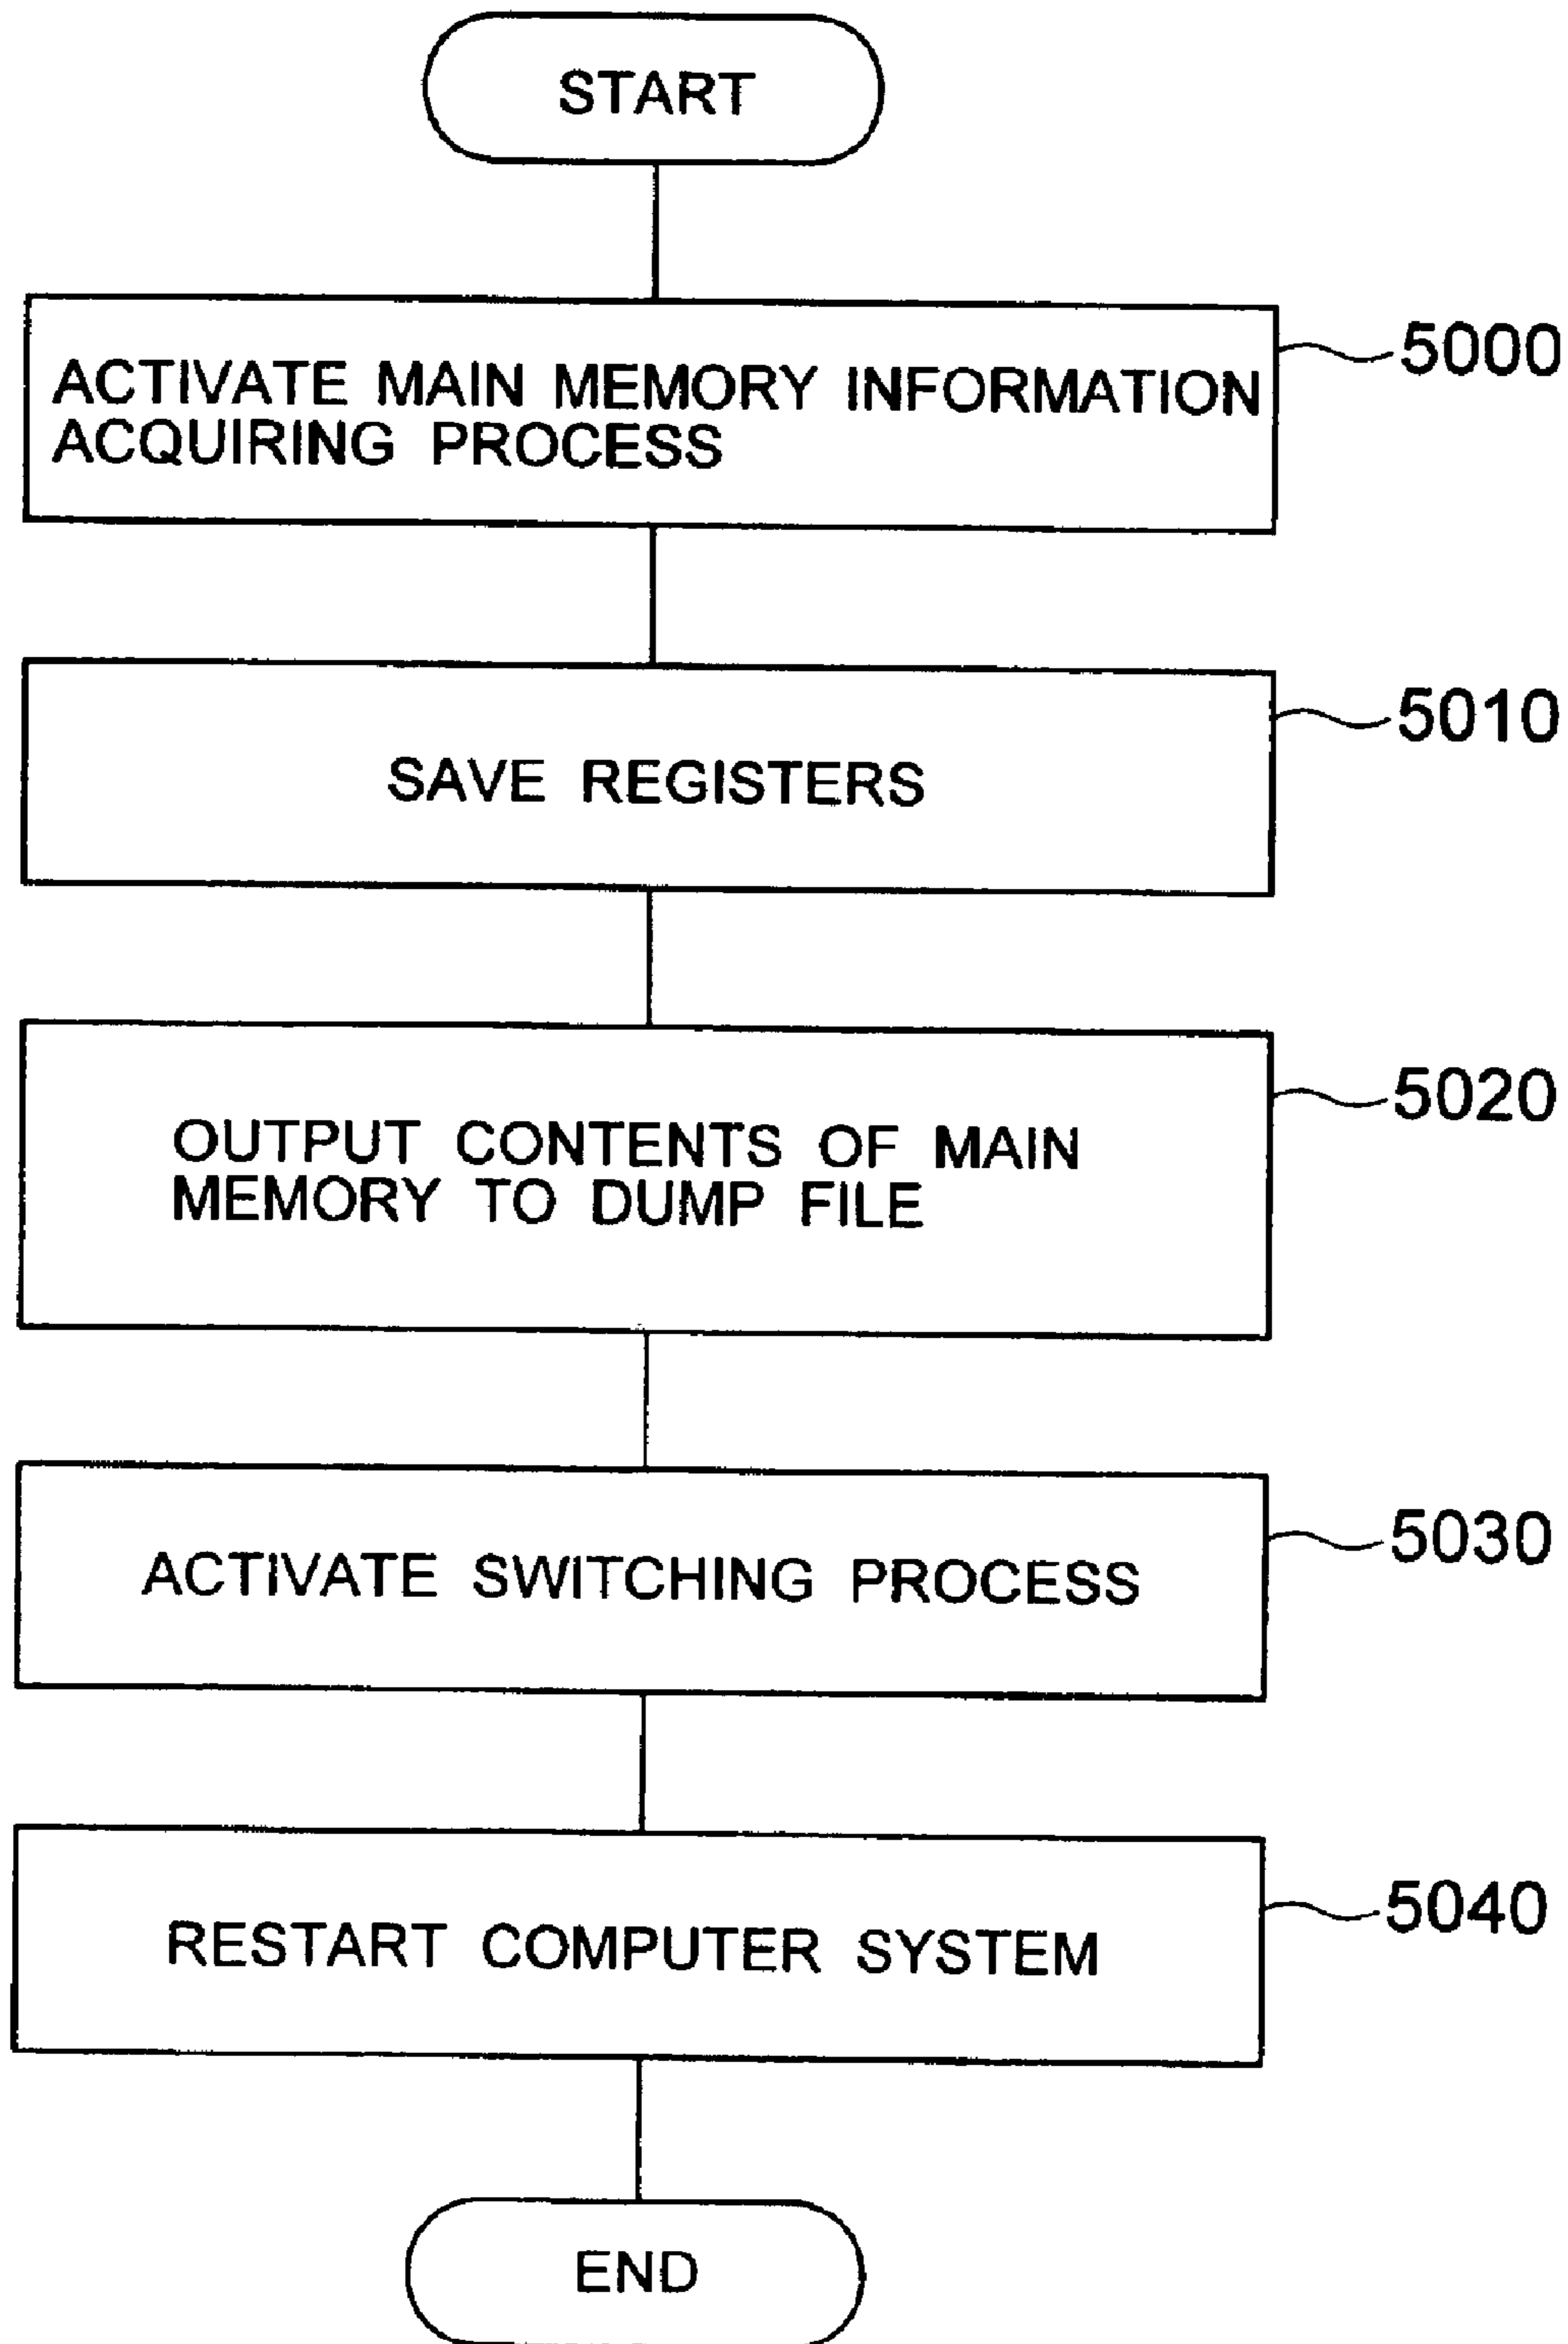 START
ACTIVATE MAIN MEMORY INFORMATION
ACQUIRING PROCESS
5000
SAVE REGISTERS
5010
OUTPUT CONTENTS OF MAIN
MEMORY TO DUMP FILE
5020
ACTIVATE SWITCHING PROCESS
5030
RESTART COMPUTER SYSTEM
5040
END